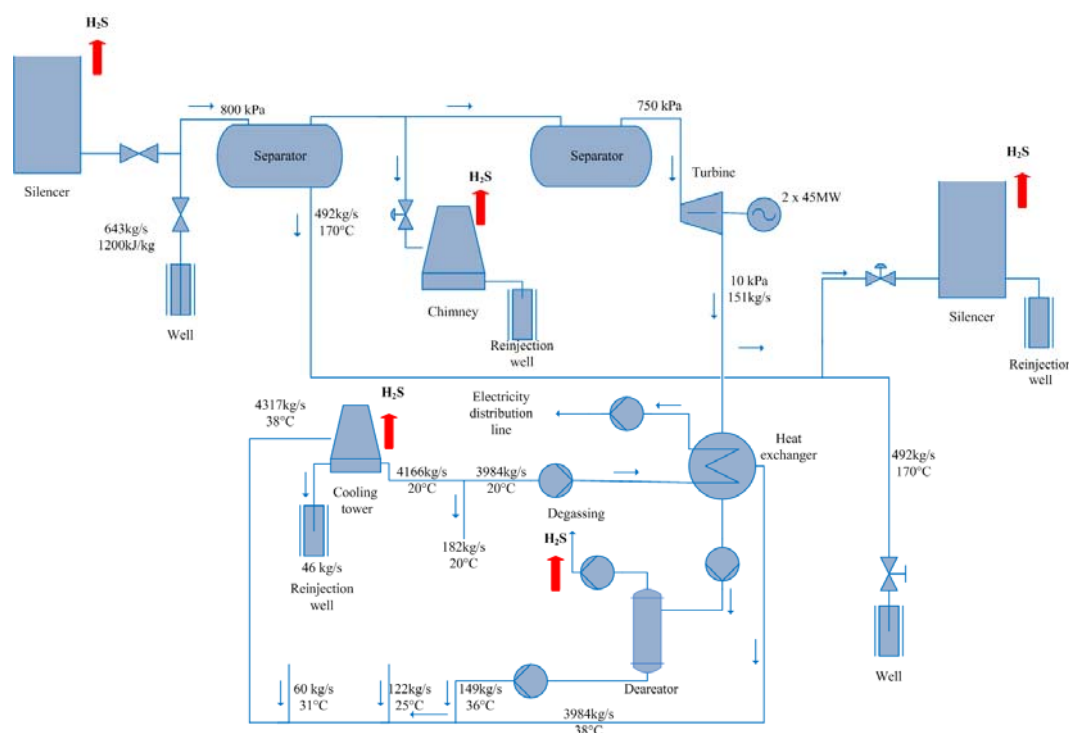 H₂S
Silencer
643kg/s
1200kJ/kg
Well
800 kPa
Separator
492kg/s
170°C
H₂S
Chimney
Reinjection
well
750 kPa
Separator
Turbine
2 x 45MW
10 kPa
151kg/s
H₂S
Silencer
Reinjection
well
4317kg/s
38°C
H₂S
Cooling
tower
46 kg/s
Reinjection
well
4166kg/s
20°C
3984kg/s
20°C
182kg/s
20°C
Electricity
distribution
line
Degassing
H₂S
Heat
exchanger
492kg/s
170°C
Well
Deareator
60 kg/s
31°C
122kg/s
25°C
149kg/s
36°C
3984kg/s
38°C